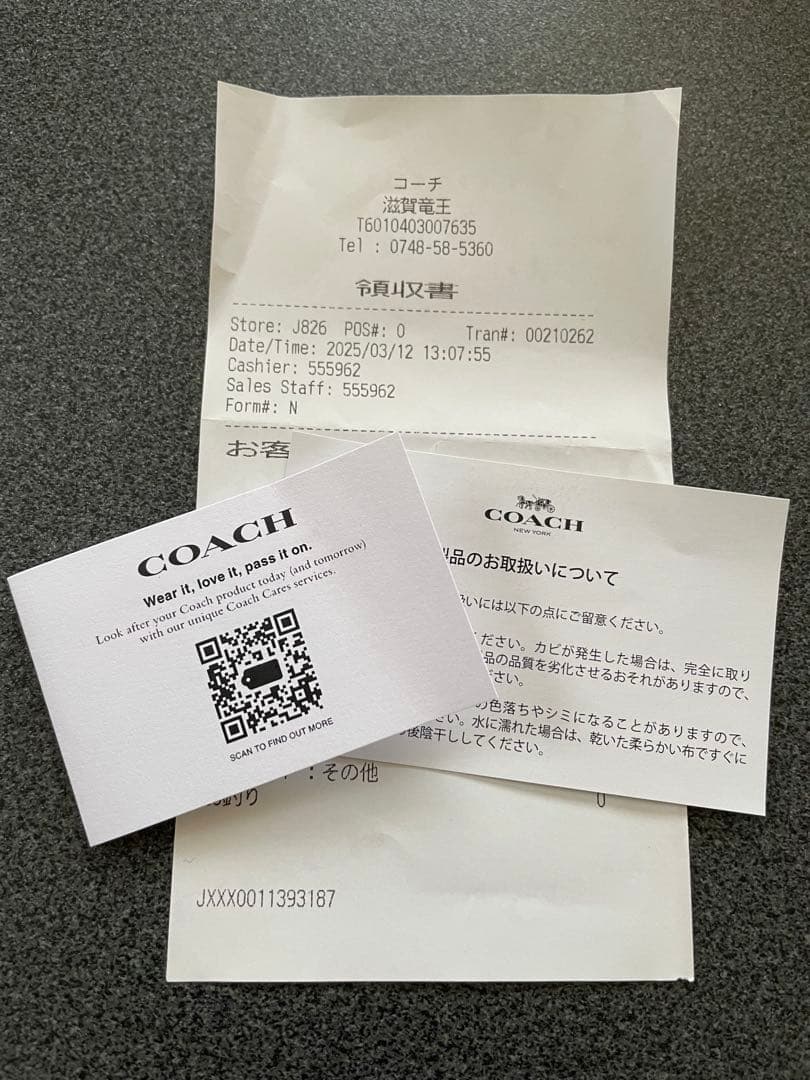 コーチ
滋賀竜王
T6010403007635
Tel : 0748-58-5360
領収書
Store: J826 POS#: 0 Tran#: 00210262
Date/Time: 2025/03/12 13:07:55
Cashier: 555962
Sales Staff: 555962
Form#: N
お客
COACH
Wear it, love it, pass it on.
Look after your Coach product today (and tomorrow)
with our unique Coach Cares services.
SCAN TO FIND OUT MORE
COACH
NEW YORK
品のお取扱いについて
扱いには以下の点にご留意ください。
ださい。カビが発生した場合は、完全に取り
品の品質を劣化させるおそれがありますので、
ださい。
の色落ちやシミになることがありますので、
さい。水に濡れた場合は、乾いた柔らかい布ですぐに
の後陰干ししてください。
：その他
釣り 0
JXXX0011393187